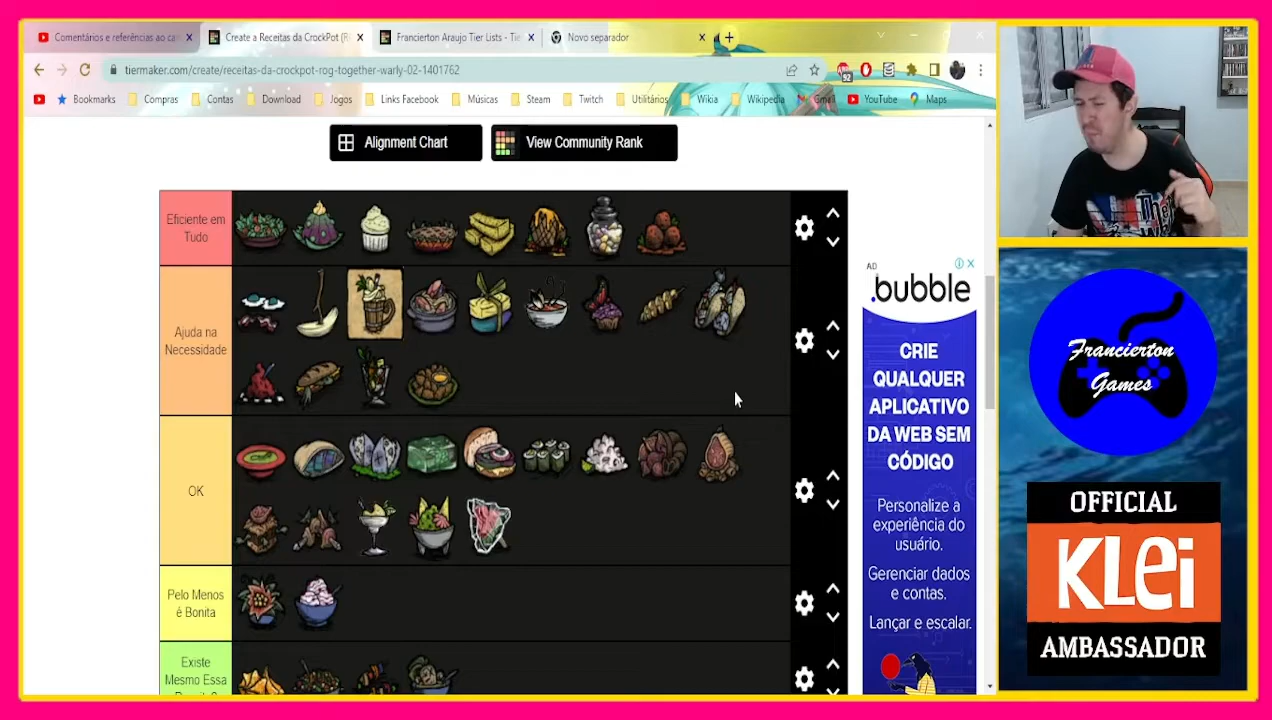 Comentários e referências ao ca
Create a Receitas da CrockPot (R
Francierton Araujo Tier Lists - Tie
Novo separador
tiermaker.com/create/receitas-da-crockpot-rog-together-warly-02-1401762
92
Bookmarks
Compras
Contas
Download
Jogos
Links Facebook
Músicas
Steam
Twitch
Utilitários
Wikia
Wikipedia
Gmail
YouTube
Maps
Alignment Chart
View Community Rank
Eficiente em
Tudo
Ajuda na
Necessidade
OK
Pelo Menos
é Bonita
Existe
Mesmo Essa
AD
.bubble
CRIE
QUALQUER
APLICATIVO
DA WEB SEM
CÓDIGO
Personalize a
experiência do
usuário.
Gerenciar dados
e contas.
Lançar e escalar.
Francierton
Games
OFFICIAL
KLEi
AMBASSADOR